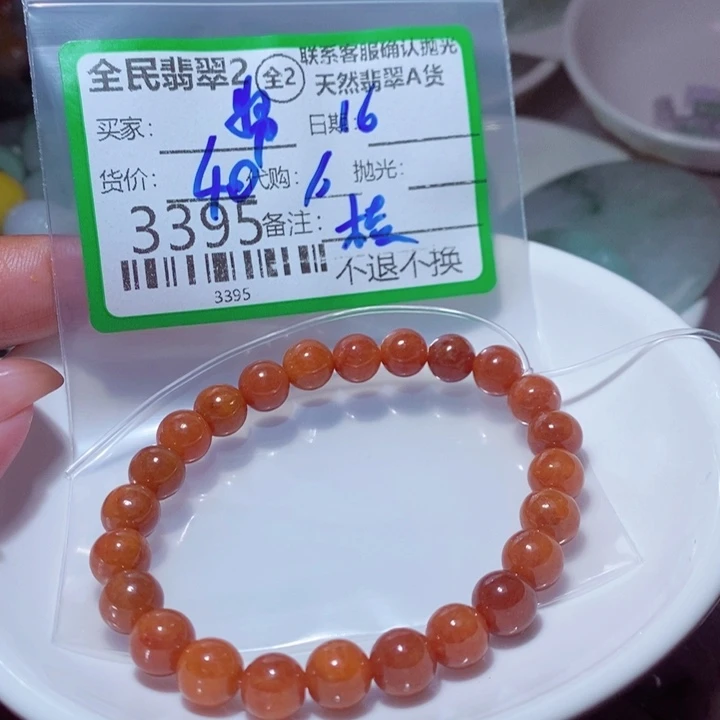 全民翡翠2 全2 联系客服确认抛光
天然翡翠A货
买家: 日期: 16
货价: 40 代购: 抛光:
3395 备注:
不退不换
3395